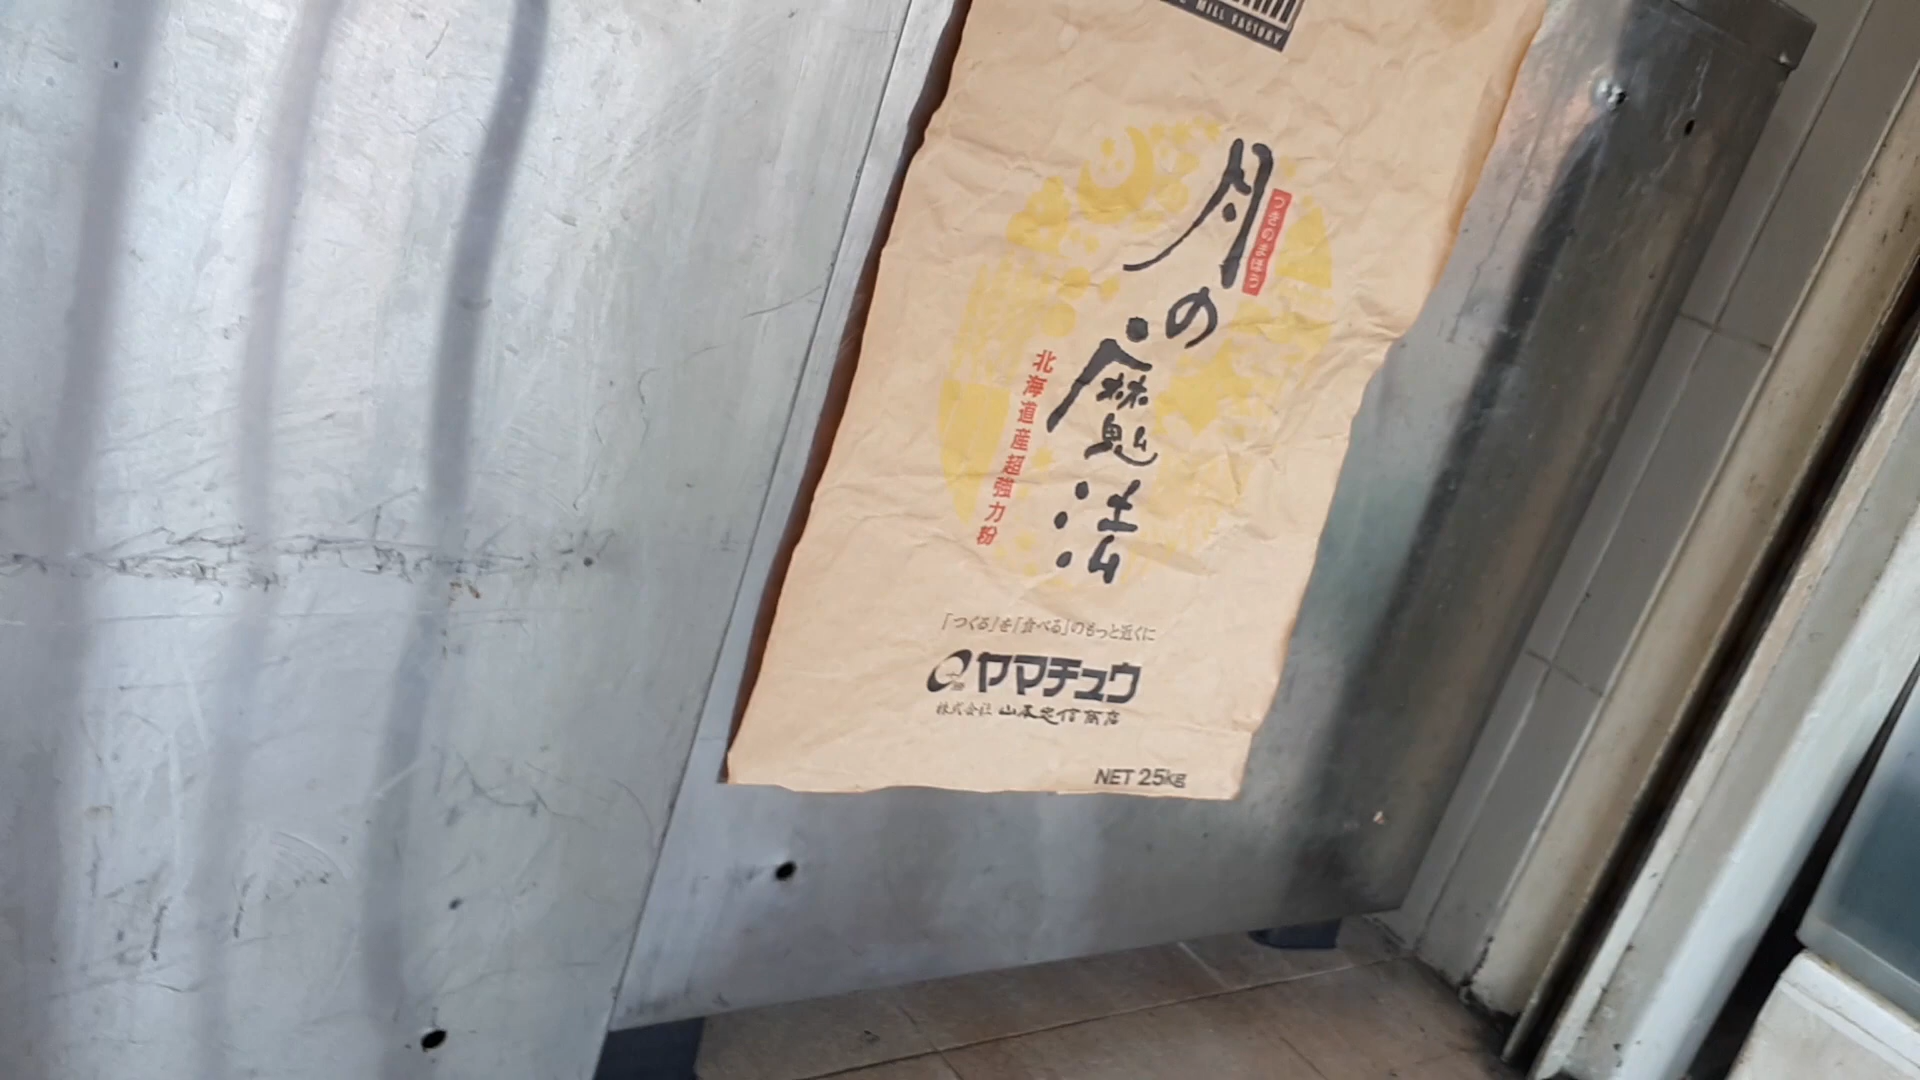 MILL FACTORY
月の魔法
つきのまほう
北海道産超強力粉
「つくる」を「食べる」のもっと近くに
ヤマチュウ
株式会社 山本忠信商店
NET 25kg